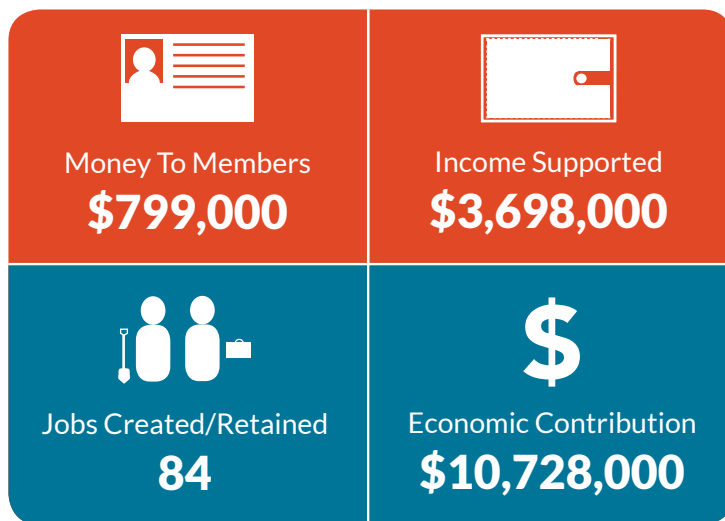 Money To Members
$799,000
Income Supported
$3,698,000
Jobs Created/Retained
84
Economic Contribution
$10,728,000